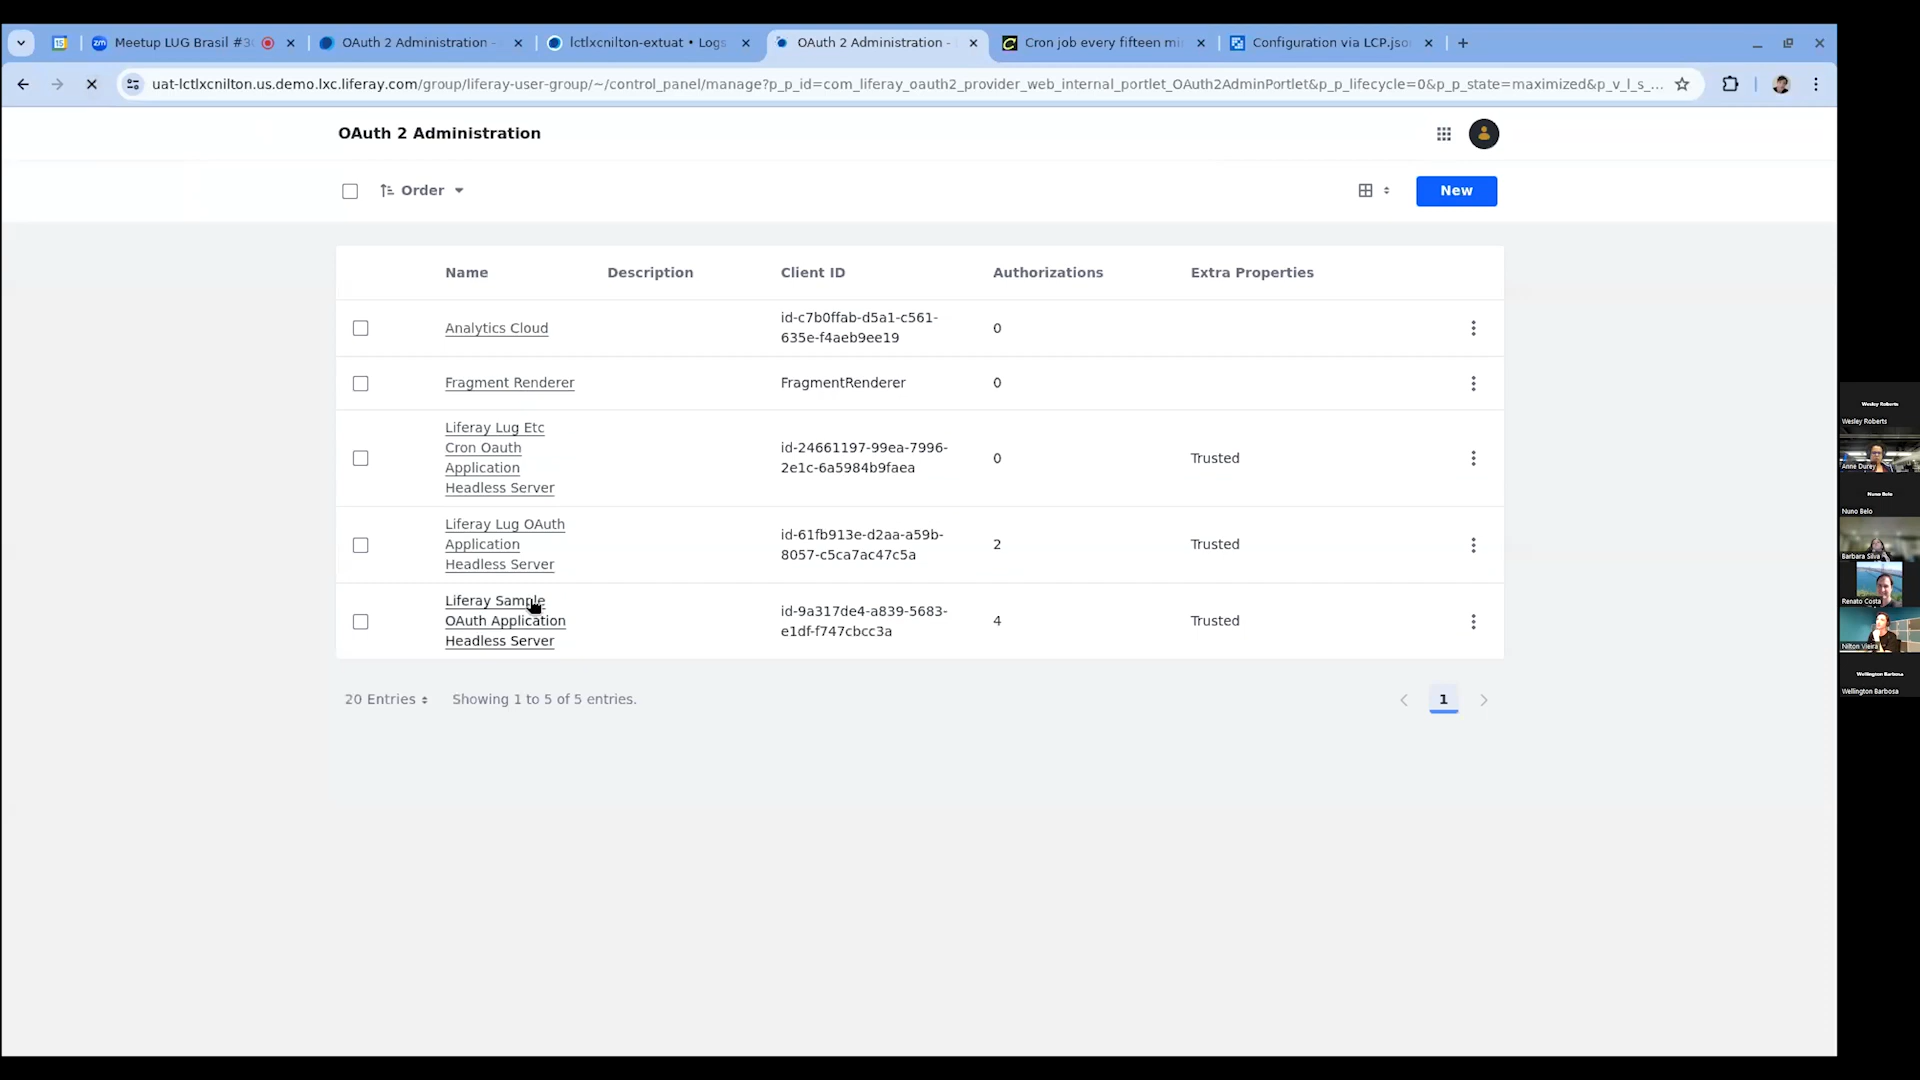 Meetup LUG Brasil #3
OAuth 2 Administration -
lctlxcnilton-extuat • Logs
OAuth 2 Administration -
Cron job every fifteen mi
Configuration via LCP.jso
uat-lctlxcnilton.us.demo.lxc.liferay.com/group/liferay-user-group/~/control_panel/manage?p_p_id=com_liferay_oauth2_provider_web_internal_portlet_OAuth2AdminPortlet&p_p_lifecycle=0&p_p_state=maximized&p_v_l_s_...
OAuth 2 Administration
Order
New
Name Description Client ID Authorizations Extra Properties
Analytics Cloud
id-c7b0ffab-d5a1-c561-
635e-f4aeb9ee19
0
Fragment Renderer FragmentRenderer 0
Liferay Lug Etc
Cron Oauth
Application
Headless Server
id-24661197-99ea-7996-
2e1c-6a5984b9faea
0
Trusted
Liferay Lug OAuth
Application
Headless Server
id-61fb913e-d2aa-a59b-
8057-c5ca7ac47c5a
2
Trusted
Liferay Sample
OAuth Application
Headless Server
id-9a317de4-a839-5683-
e1df-f747cbcc3a
4
Trusted
20 Entries
Showing 1 to 5 of 5 entries.
1
Wesley Roberts
Wesley Roberts
Anne Durey
Nuno Belo
Nuno Belo
Barbara Silva
Renato Costa
Nilton Vieira
Wellington Barbosa
Wellington Barbosa